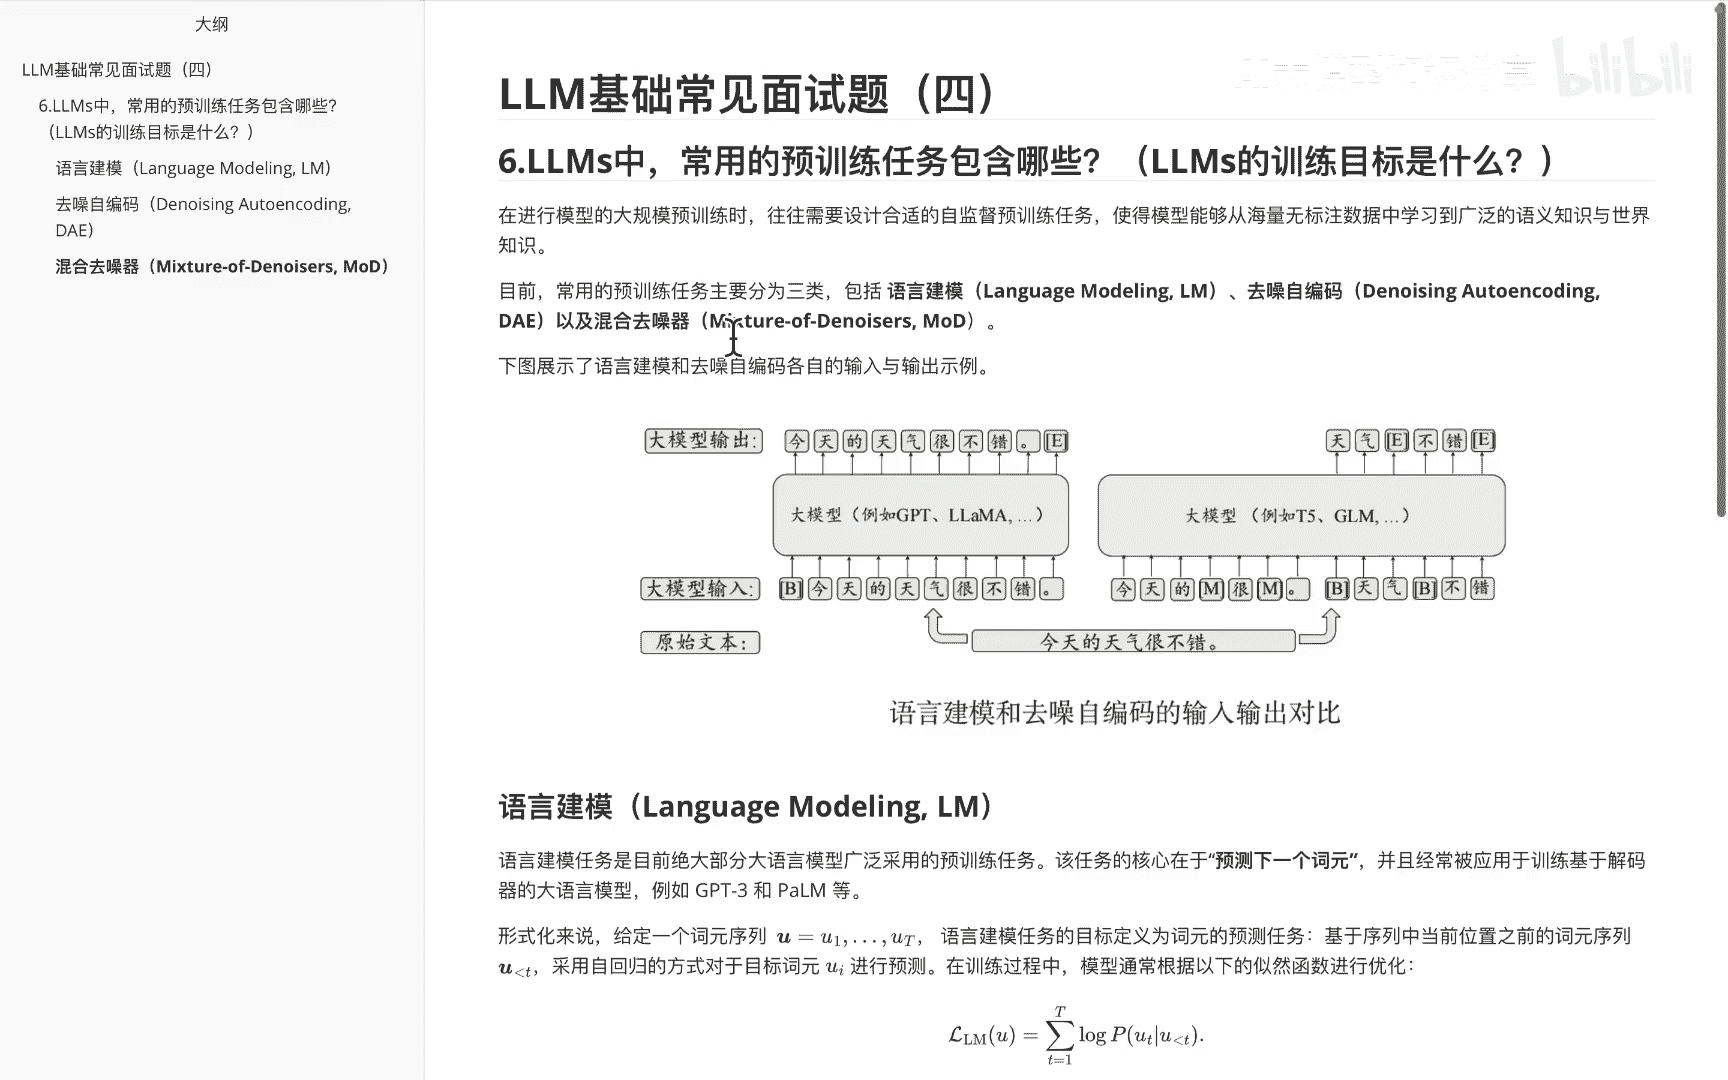 大纲
LLM基础常见面试题（四）
6.LLMs中，常用的预训练任务包含哪些？
（LLMs的训练目标是什么？）
语言建模（Language Modeling, LM）
去噪自编码（Denoising Autoencoding,
DAE）
混合去噪器（Mixture-of-Denoisers, MoD）
bilibili
LLM基础常见面试题（四）
6.LLMs中，常用的预训练任务包含哪些？（LLMs的训练目标是什么？）
在进行模型的大规模预训练时，往往需要设计合适的自监督预训练任务，使得模型能够从海量无标注数据中学习到广泛的语义知识与世界
知识。
目前，常用的预训练任务主要分为三类，包括 语言建模（Language Modeling, LM）、去噪自编码（Denoising Autoencoding,
DAE）以及混合去噪器（Mixture-of-Denoisers, MoD）。
下图展示了语言建模和去噪自编码各自的输入与输出示例。
大模型输出: 今 天 的 天 气 很 不 错 。 [E] 天 气 [E] 不 错 [E]
大模型（例如GPT、LLaMA, ...） 大模型（例如T5、GLM, ...）
大模型输入: [B] 今 天 的 天 气 很 不 错 。 今 天 的 [M] 很 [M] 。 [B] 天 气 [B] 不 错
原始文本: 今天的天气很不错。
语言建模和去噪自编码的输入输出对比
语言建模（Language Modeling, LM）
语言建模任务是目前绝大部分大语言模型广泛采用的预训练任务。该任务的核心在于“预测下一个词元”，并且经常被应用于训练基于解码
器的大语言模型，例如 GPT-3 和 PaLM 等。
形式化来说，给定一个词元序列 u = u_1, . . . , u_T， 语言建模任务的目标定义为词元的预测任务：基于序列中当前位置之前的词元序列
u_{<t}，采用自回归的方式对于目标词元 u_i 进行预测。在训练过程中，模型通常根据以下的似然函数进行优化：
L_LM(u) = ∑_{t=1}^{T} log P(u_t|u_{<t}).